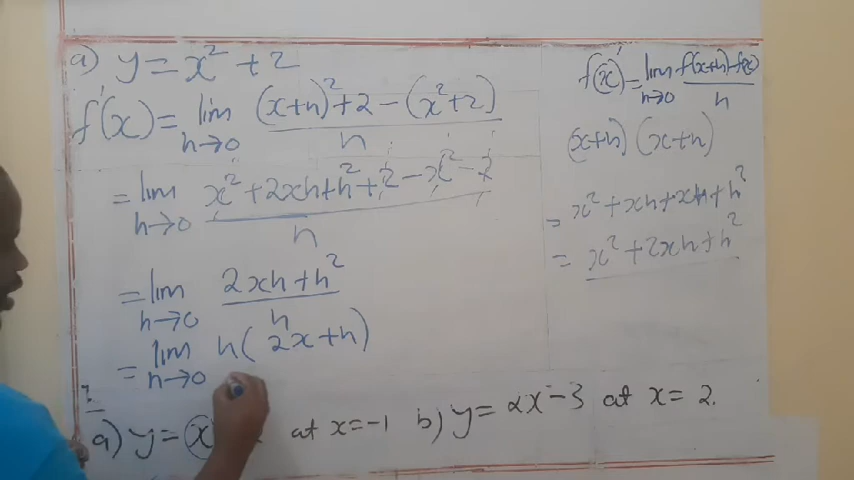 a) y = x² + 2
f'(x) = lim h→0 (x+h)² + 2 - (x² + 2) / h
= lim h→0 x² + 2xh + h² + 2 - x² - 2 / h
= lim h→0 2xh + h² / h
= lim h→0 h( 2x + h)
a) y = x at x = -1 b) y = 2x - 3 at x = 2.
f'(x) = lim h→0 f(x+h) - f(x) / h
(x+h) (x+h)
= x² + xh + xh + h²
= x² + 2xh + h²